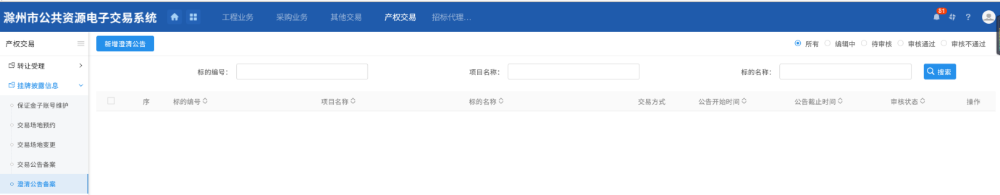 滁州市公共资源电子交易系统 工程业务 采购业务 其他交易 产权交易 招标代理... 81 ?
产权交易 新增澄清公告 所有 编辑中 待审核 审核通过 审核不通过
转让受理
标的编号： 项目名称： 标的名称： 搜索
挂牌披露信息
保证金子账号维护
序 标的编号 项目名称 标的名称 交易方式 公告开始时间 公告截止时间 审核状态 操作
交易场地预约
交易场地变更
交易公告备案
澄清公告备案